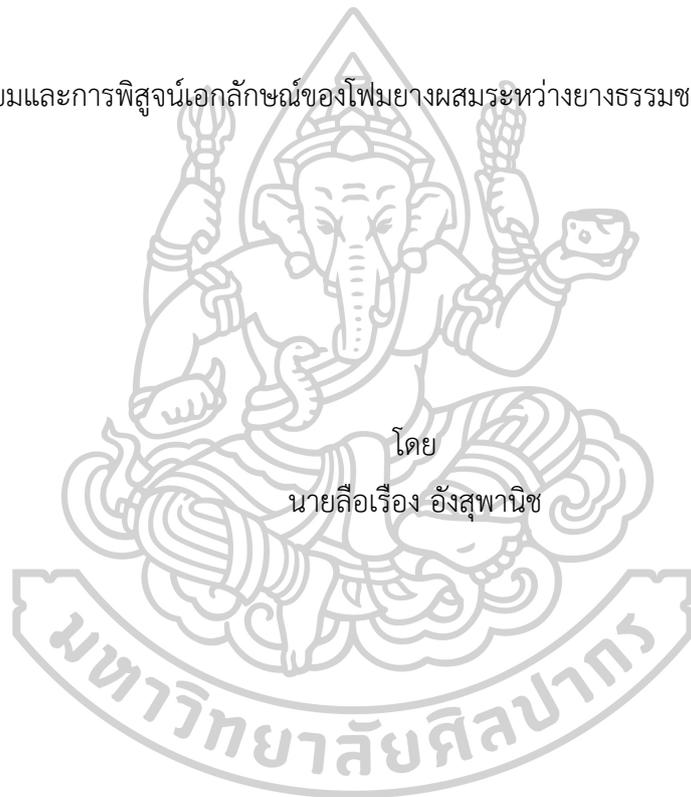 ยมและการพิสูจน์เอกลักษณ์ของโฟมยางผสมระหว่างยางธรรมช
โดย
นายลือเรือง อังสุพานิช
มหาวิทยาลัยศิลปากร